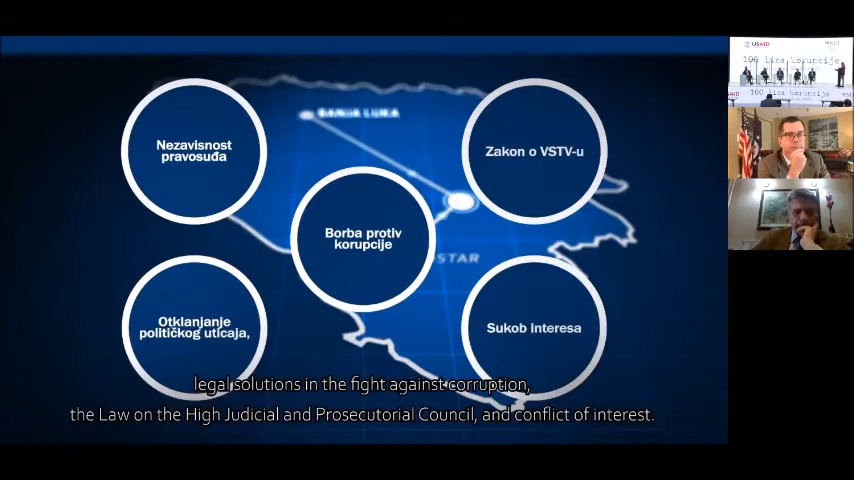 Nezavisnost
pravosuđa
BANJA LUKA
Zakon o VSTV-u
Borba protiv
korupcije
STAR
Otklanjanje
političkog uticaja,
Sukob interesa
legal solutions in the fight against corruption,
the Law on the High Judicial and Prosecutorial Council, and conflict of interest.
USAID
100 lica korupcije
100 lica korupcije